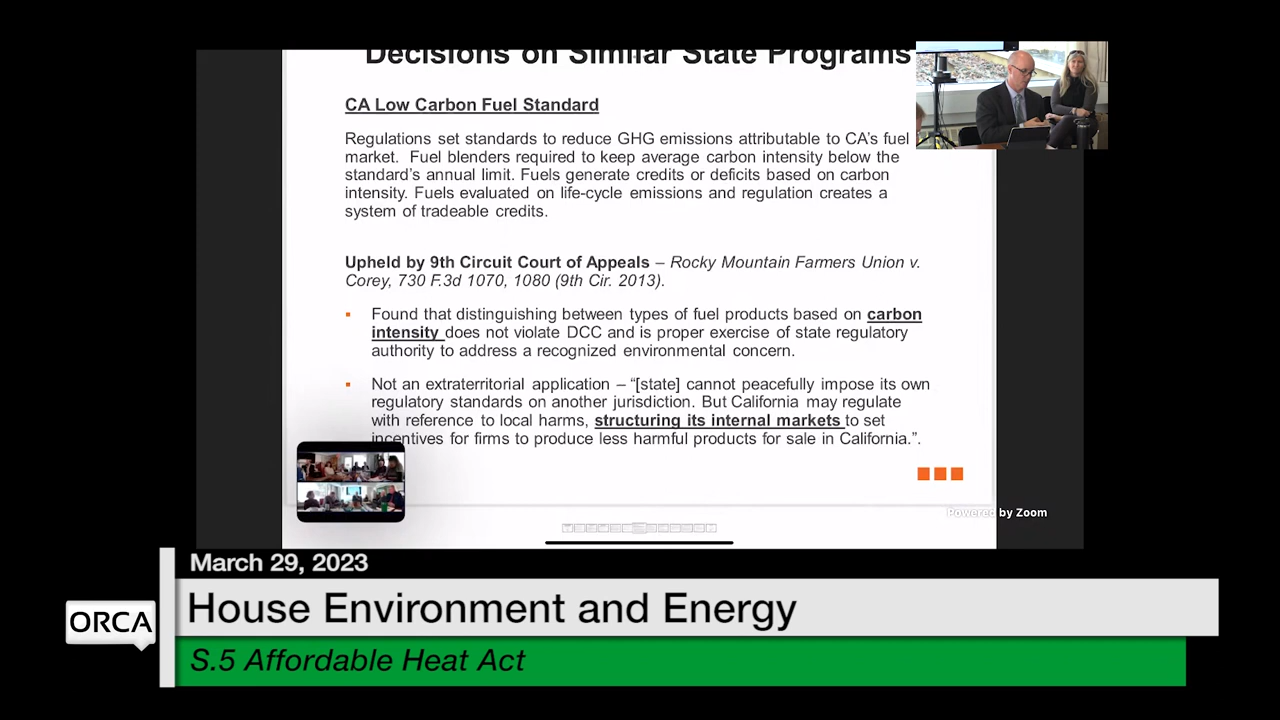 Decisions on Similar State Programs
CA Low Carbon Fuel Standard
Regulations set standards to reduce GHG emissions attributable to CA's fuel
market. Fuel blenders required to keep average carbon intensity below the
standard's annual limit. Fuels generate credits or deficits based on carbon
intensity. Fuels evaluated on life-cycle emissions and regulation creates a
system of tradeable credits.
Upheld by 9th Circuit Court of Appeals – Rocky Mountain Farmers Union v.
Corey, 730 F.3d 1070, 1080 (9th Cir. 2013).
▪ Found that distinguishing between types of fuel products based on carbon
intensity does not violate DCC and is proper exercise of state regulatory
authority to address a recognized environmental concern.
▪ Not an extraterritorial application – “[state] cannot peacefully impose its own
regulatory standards on another jurisdiction. But California may regulate
with reference to local harms, structuring its internal markets to set
incentives for firms to produce less harmful products for sale in California.”.
Powered by Zoom
March 29, 2023
House Environment and Energy
ORCA
S.5 Affordable Heat Act